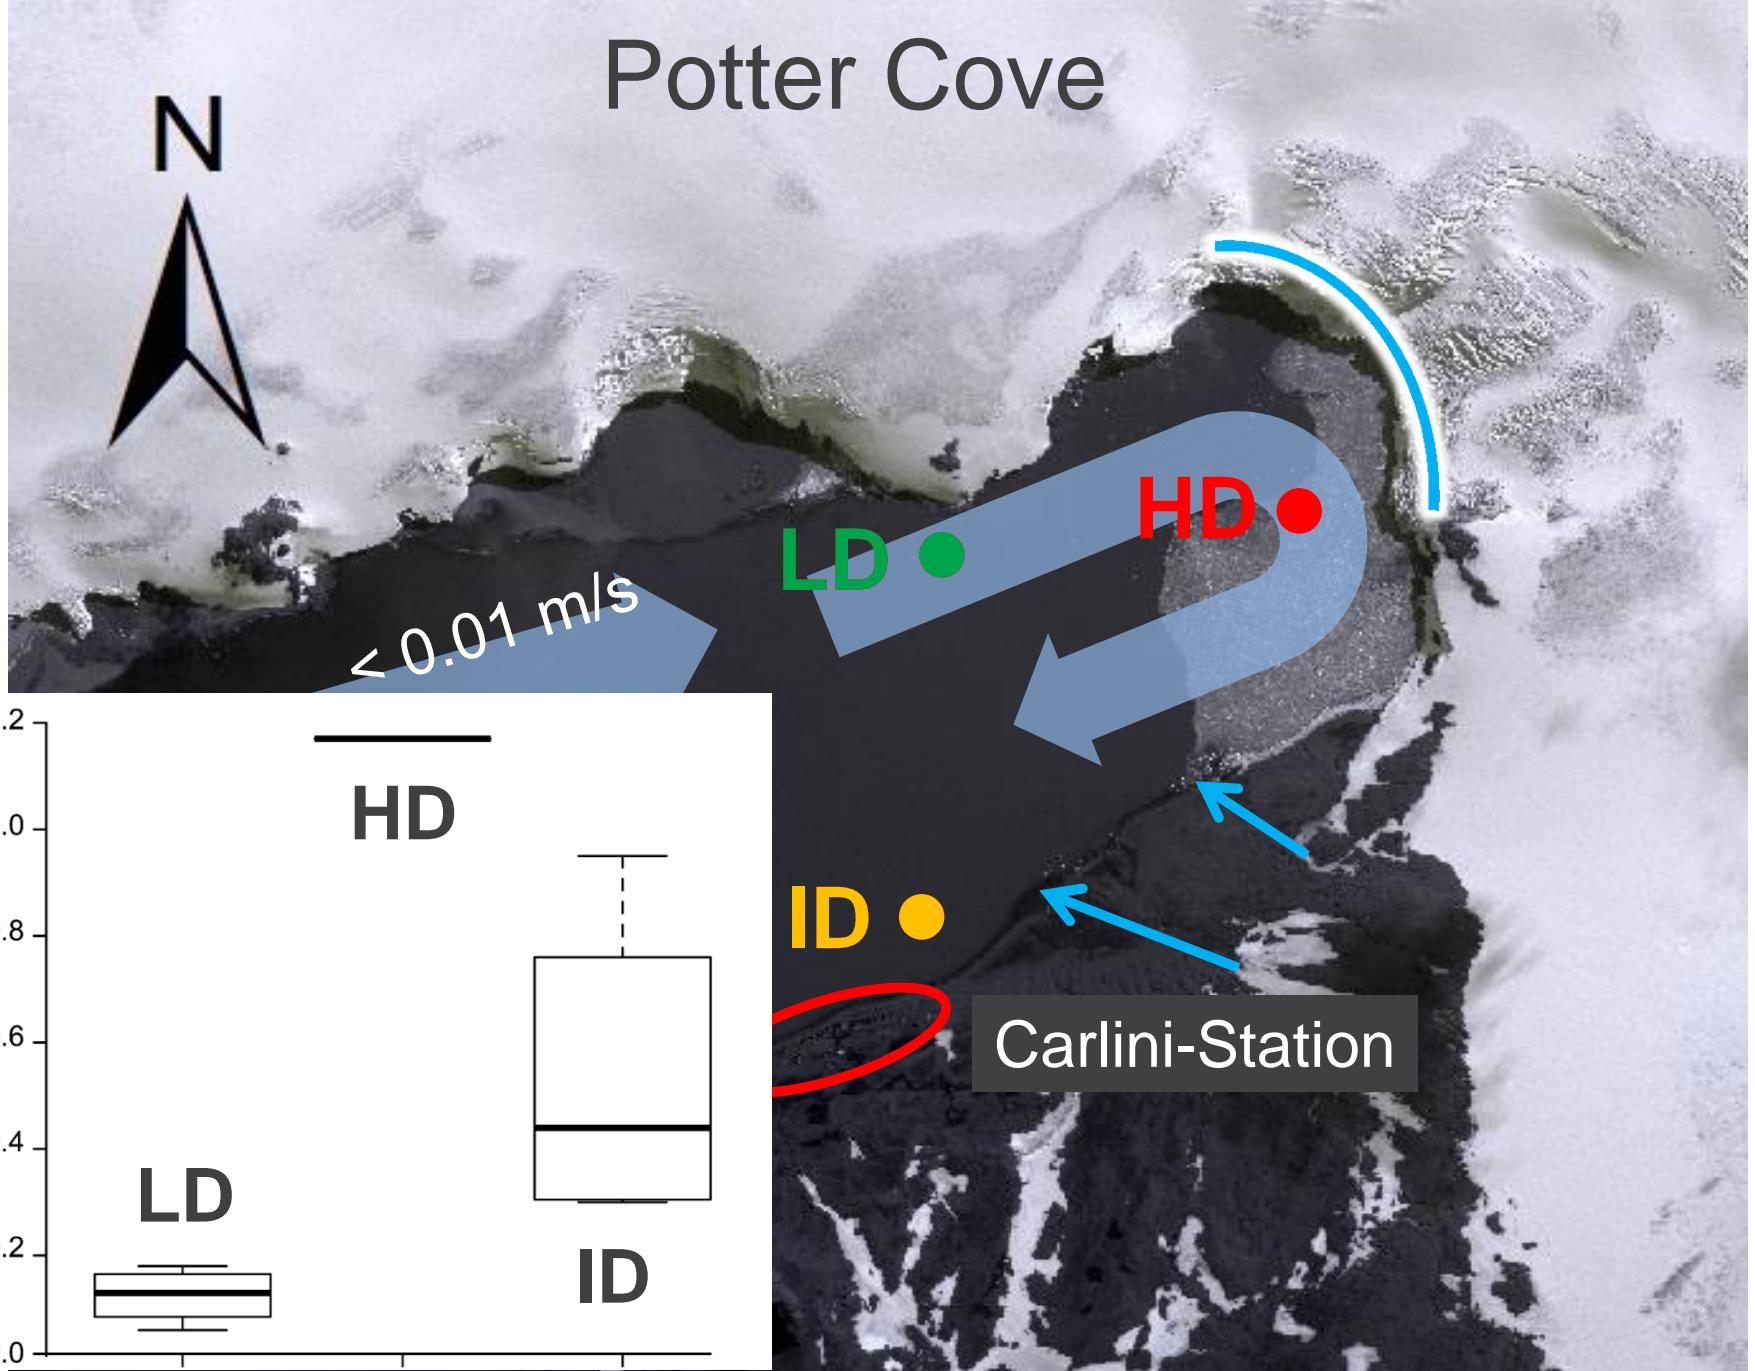 Potter Cove
N
HD
LD
< 0.01 m/s
.2
HD
.0
.8
ID
.6
Carlini-Station
.4
LD
.2
ID
.0